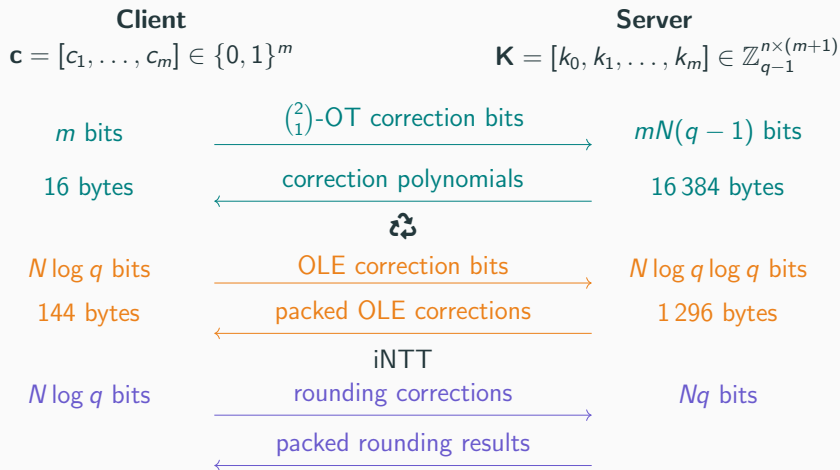 Client Server
𝐜 = [c₁, . . . , cₘ] ∈ {0, 1}ᵐ 𝐊 = [k₀, k₁, . . . , kₘ] ∈ ℤ_{q−1}^{n×(m+1)}
m bits \binom{2}{1}-OT correction bits mN(q − 1) bits
16 bytes correction polynomials 16 384 bytes
N log q bits OLE correction bits N log q log q bits
144 bytes packed OLE corrections 1 296 bytes
iNTT
N log q bits rounding corrections Nq bits
packed rounding results